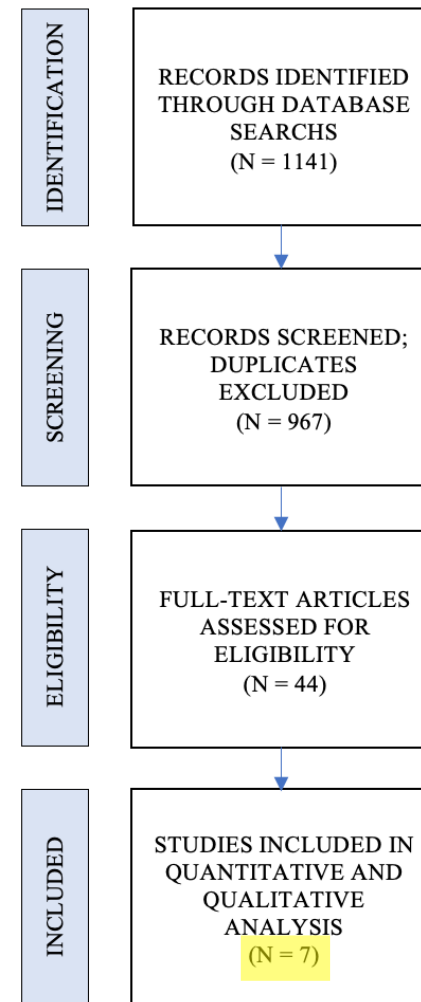 IDENTIFICATION
RECORDS IDENTIFIED
THROUGH DATABASE
SEARCHS
(N = 1141)
SCREENING
RECORDS SCREENED;
DUPLICATES
EXCLUDED
(N = 967)
ELIGIBILITY
FULL-TEXT ARTICLES
ASSESSED FOR
ELIGIBILITY
(N = 44)
INCLUDED
STUDIES INCLUDED IN
QUANTITATIVE AND
QUALITATIVE
ANALYSIS
(N = 7)